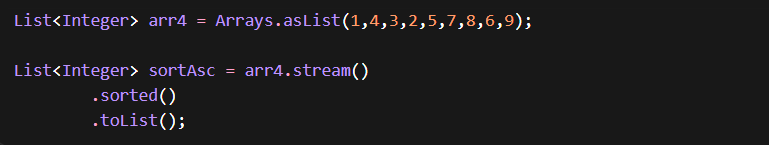 List<Integer> arr4 = Arrays.asList(1,4,3,2,5,7,8,6,9);
List<Integer> sortAsc = arr4.stream()
.sorted()
.toList();